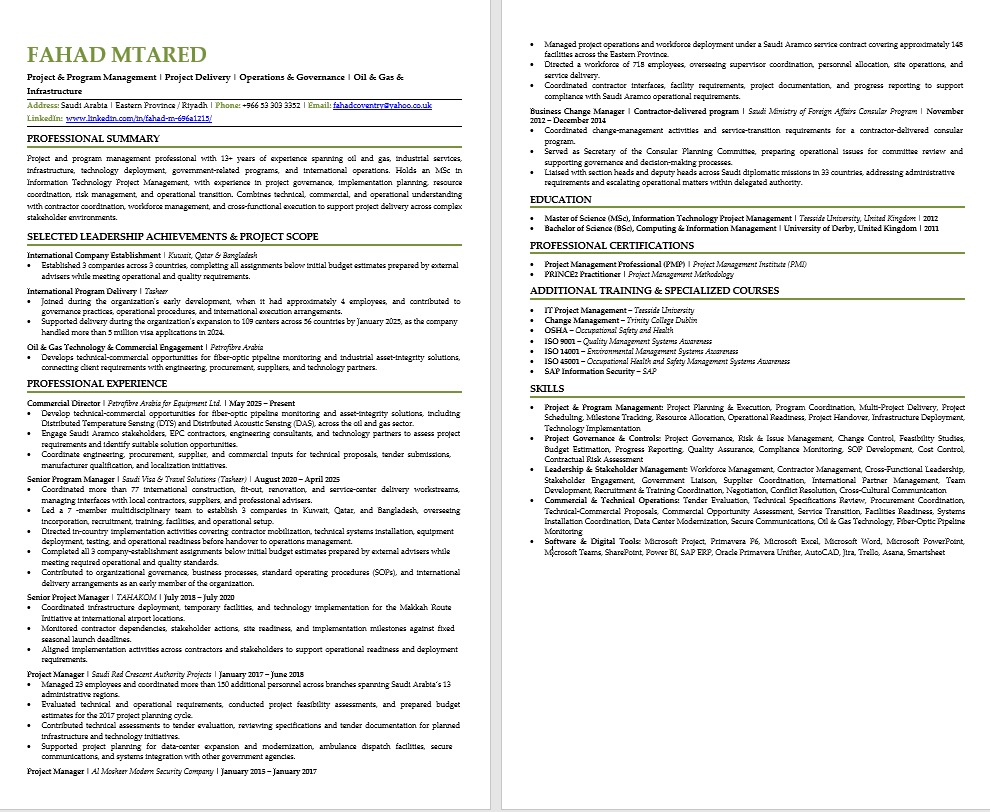 FAHAD MTARED
Project & Program Management | Project Delivery | Operations & Governance | Oil & Gas &
Infrastructure
Address: Saudi Arabia | Eastern Province / Riyadh | Phone: +966 53 303 3352 | Email: fahadcoventry@yahoo.co.uk
LinkedIn: www.linkedin.com/in/fahad-m-696a1215/
PROFESSIONAL SUMMARY
Project and program management professional with 13+ years of experience spanning oil and gas, industrial services,
infrastructure, technology deployment, government-related programs, and international operations. Holds an MSc in
Information Technology Project Management, with experience in project governance, implementation planning, resource
coordination, risk management, and operational transition. Combines technical, commercial, and operational understanding
with contractor coordination, workforce management, and cross-functional execution to support project delivery across complex
stakeholder environments.
SELECTED LEADERSHIP ACHIEVEMENTS & PROJECT SCOPE
International Company Establishment | Kuwait, Qatar & Bangladesh
• Established 3 companies across 3 countries, completing all assignments below initial budget estimates prepared by external
advisers while meeting operational and quality requirements.
International Program Delivery | Tasheer
• Joined during the organization's early development, when it had approximately 4 employees, and contributed to
governance practices, operational procedures, and international execution arrangements.
• Supported delivery during the organization's expansion to 109 centers across 56 countries by January 2025, as the company
handled more than 5 million visa applications in 2024.
Oil & Gas Technology & Commercial Engagement | Petrofibre Arabia
• Develops technical-commercial opportunities for fiber-optic pipeline monitoring and industrial asset-integrity solutions,
connecting client requirements with engineering, procurement, suppliers, and technology partners.
PROFESSIONAL EXPERIENCE
Commercial Director | Petrofibre Arabia for Equipment Ltd. | May 2025 – Present
• Develop technical-commercial opportunities for fiber-optic pipeline monitoring and asset-integrity solutions, including
Distributed Temperature Sensing (DTS) and Distributed Acoustic Sensing (DAS), across the oil and gas sector.
• Engage Saudi Aramco stakeholders, EPC contractors, engineering consultants, and technology partners to assess project
requirements and identify suitable solution opportunities.
• Coordinate engineering, procurement, supplier, and commercial inputs for technical proposals, tender submissions,
manufacturer qualification, and localization initiatives.
Senior Program Manager | Saudi Visa & Travel Solutions (Tasheer) | August 2020 – April 2025
• Coordinated more than 77 international construction, fit-out, renovation, and service-center delivery workstreams,
managing interfaces with local contractors, suppliers, and professional advisers.
• Led a 7 -member multidisciplinary team to establish 3 companies in Kuwait, Qatar, and Bangladesh, overseeing
incorporation, recruitment, training, facilities, and operational setup.
• Directed in-country implementation activities covering contractor mobilization, technical systems installation, equipment
deployment, testing, and operational readiness before handover to operations management.
• Completed all 3 company-establishment assignments below initial budget estimates prepared by external advisers while
meeting required operational and quality standards.
• Contributed to organizational governance, business processes, standard operating procedures (SOPs), and international
delivery arrangements as an early member of the organization.
Senior Project Manager | TAHAKOM | July 2018 – July 2020
• Coordinated infrastructure deployment, temporary facilities, and technology implementation for the Makkah Route
Initiative at international airport locations.
• Monitored contractor dependencies, stakeholder actions, site readiness, and implementation milestones against fixed
seasonal launch deadlines.
• Aligned implementation activities across contractors and stakeholders to support operational readiness and deployment
requirements.
Project Manager | Saudi Red Crescent Authority Projects | January 2017 – June 2018
• Managed 23 employees and coordinated more than 150 additional personnel across branches spanning Saudi Arabia's 13
administrative regions.
• Evaluated technical and operational requirements, conducted project feasibility assessments, and prepared budget
estimates for the 2017 project planning cycle.
• Contributed technical assessments to tender evaluation, reviewing specifications and tender documentation for planned
infrastructure and technology initiatives.
• Supported project planning for data-center expansion and modernization, ambulance dispatch facilities, secure
communications, and systems integration with other government agencies.
Project Manager | Al Mosheer Modern Security Company | January 2015 – January 2017
• Managed project operations and workforce deployment under a Saudi Aramco service contract covering approximately 148
facilities across the Eastern Province.
• Directed a workforce of 718 employees, overseeing supervisor coordination, personnel allocation, site operations, and
service delivery.
• Coordinated contractor interfaces, facility requirements, project documentation, and progress reporting to support
compliance with Saudi Aramco operational requirements.
Business Change Manager | Contractor-delivered program | Saudi Ministry of Foreign Affairs Consular Program | November
2012 – December 2014
• Coordinated change-management activities and service-transition requirements for a contractor-delivered consular
program.
• Served as Secretary of the Consular Planning Committee, preparing operational issues for committee review and
supporting governance and decision-making processes.
• Liaised with section heads and deputy heads across Saudi diplomatic missions in 33 countries, addressing administrative
requirements and escalating operational matters within delegated authority.
EDUCATION
• Master of Science (MSc), Information Technology Project Management | Teesside University, United Kingdom | 2012
• Bachelor of Science (BSc), Computing & Information Management | University of Derby, United Kingdom | 2011
PROFESSIONAL CERTIFICATIONS
• Project Management Professional (PMP) | Project Management Institute (PMI)
• PRINCE2 Practitioner | Project Management Methodology
ADDITIONAL TRAINING & SPECIALIZED COURSES
• IT Project Management – Teesside University
• Change Management – Trinity College Dublin
• OSHA – Occupational Safety and Health
• ISO 9001 – Quality Management Systems Awareness
• ISO 14001 – Environmental Management Systems Awareness
• ISO 45001 – Occupational Health and Safety Management Systems Awareness
• SAP Information Security – SAP
SKILLS
• Project & Program Management: Project Planning & Execution, Program Coordination, Multi-Project Delivery, Project
Scheduling, Milestone Tracking, Resource Allocation, Operational Readiness, Project Handover, Infrastructure Deployment,
Technology Implementation
• Project Governance & Controls: Project Governance, Risk & Issue Management, Change Control, Feasibility Studies,
Budget Estimation, Progress Reporting, Quality Assurance, Compliance Monitoring, SOP Development, Cost Control,
Contractual Risk Assessment
• Leadership & Stakeholder Management: Workforce Management, Contractor Management, Cross-Functional Leadership,
Stakeholder Engagement, Government Liaison, Supplier Coordination, International Partner Management, Team
Development, Recruitment & Training Coordination, Negotiation, Conflict Resolution, Cross-Cultural Communication
• Commercial & Technical Operations: Tender Evaluation, Technical Specifications Review, Procurement Coordination,
Technical-Commercial Proposals, Commercial Opportunity Assessment, Service Transition, Facilities Readiness, Systems
Installation Coordination, Data Center Modernization, Secure Communications, Oil & Gas Technology, Fiber-Optic Pipeline
Monitoring
• Software & Digital Tools: Microsoft Project, Primavera P6, Microsoft Excel, Microsoft Word, Microsoft PowerPoint,
Microsoft Teams, SharePoint, Power BI, SAP ERP, Oracle Primavera Unifier, AutoCAD, Jira, Trello, Asana, Smartsheet